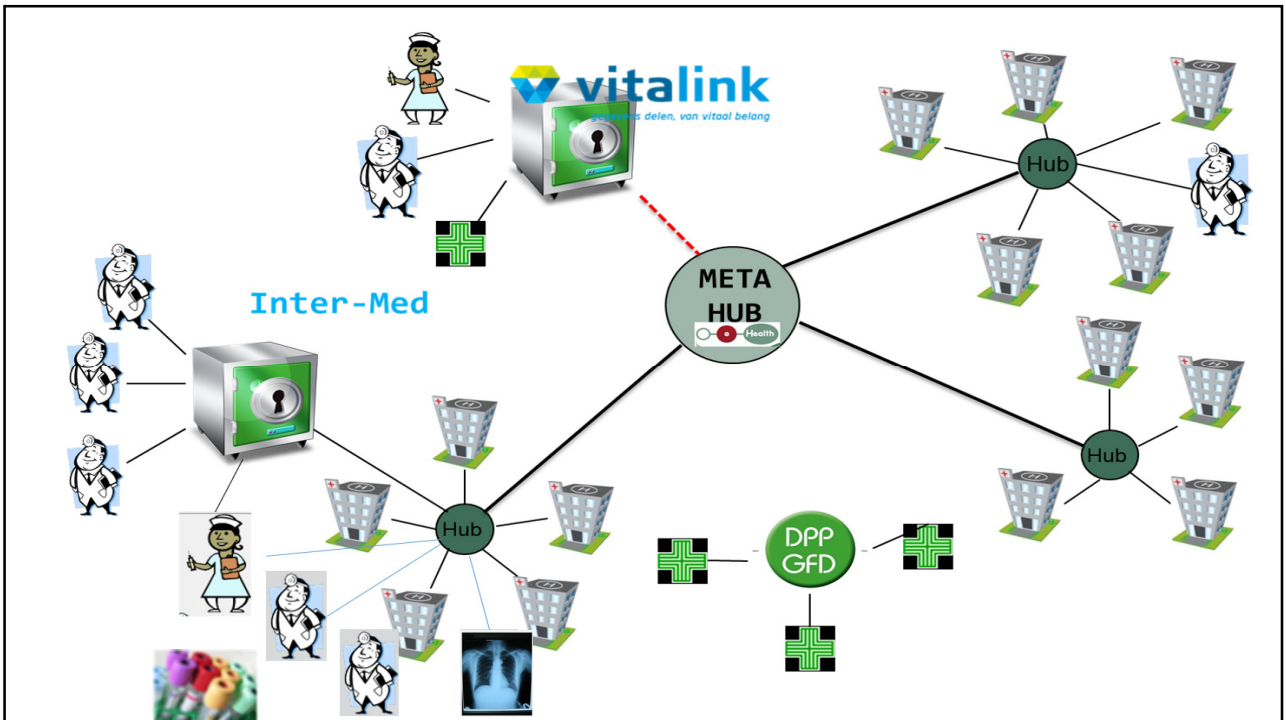 vitalink
gegevens delen, van vitaal belang
Hub
META
HUB
e Health
Inter-Med
Hub
Hub
DPP
GFD